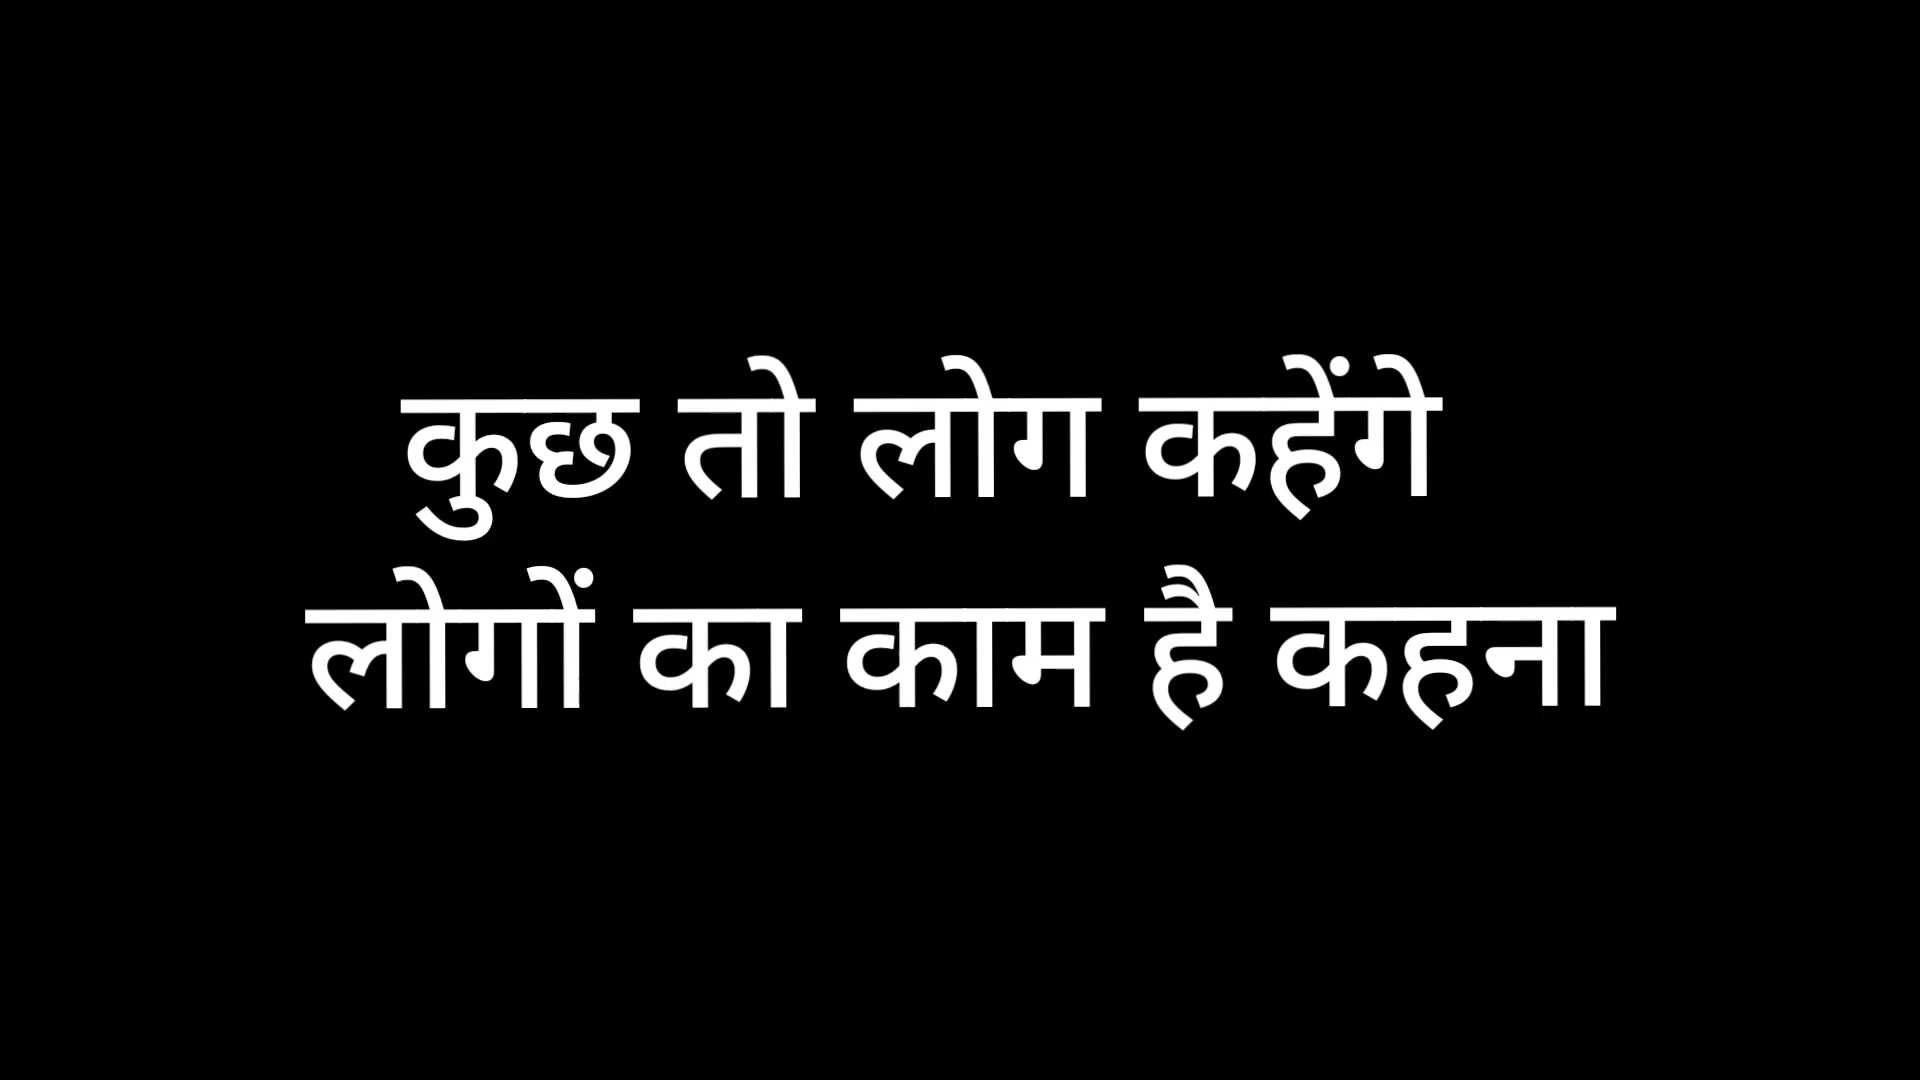 कुछ तो लोग कहेंगे
लोगों का काम है कहना